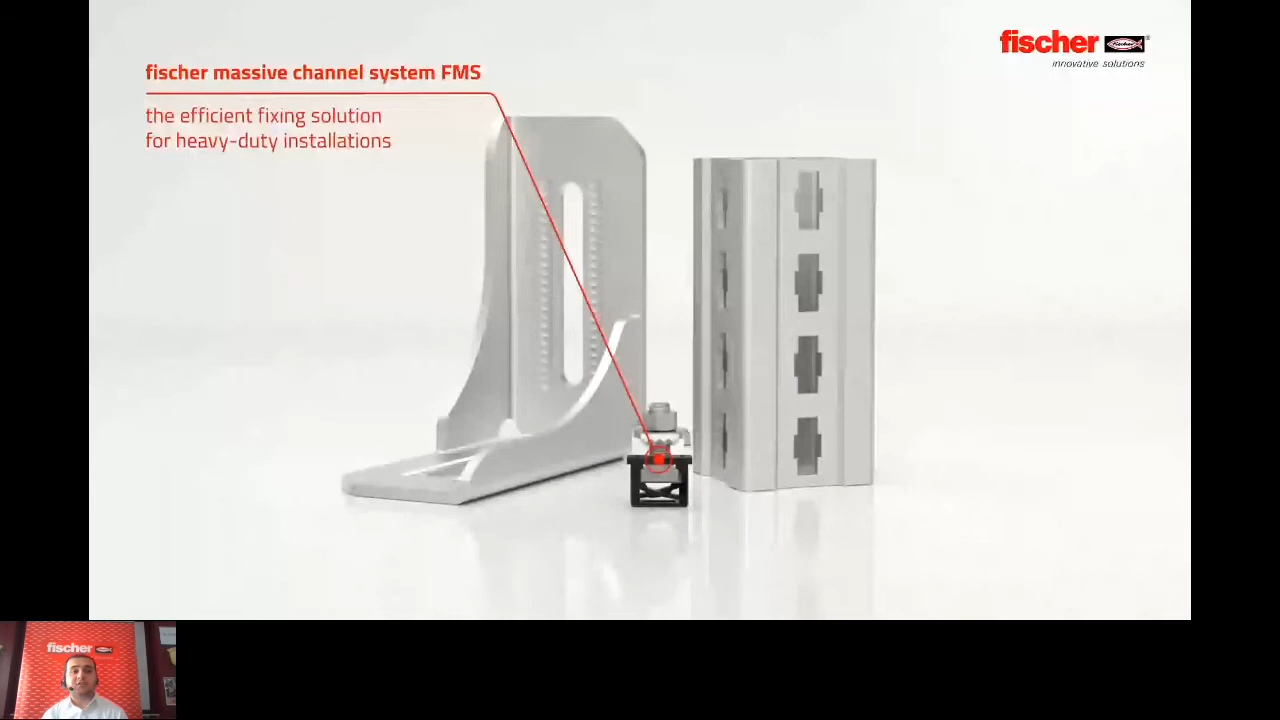 fischer massive channel system FMS
the efficient fixing solution
for heavy-duty installations
fischer
innovative solutions
fischer